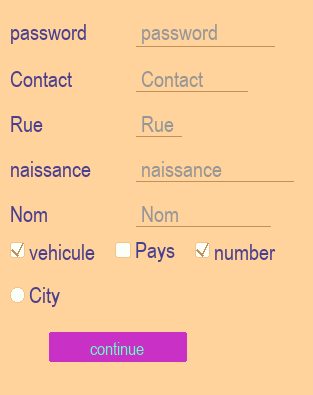 password password
Contact Contact
Rue Rue
naissance naissance
Nom Nom
vehicule Pays number
City
continue